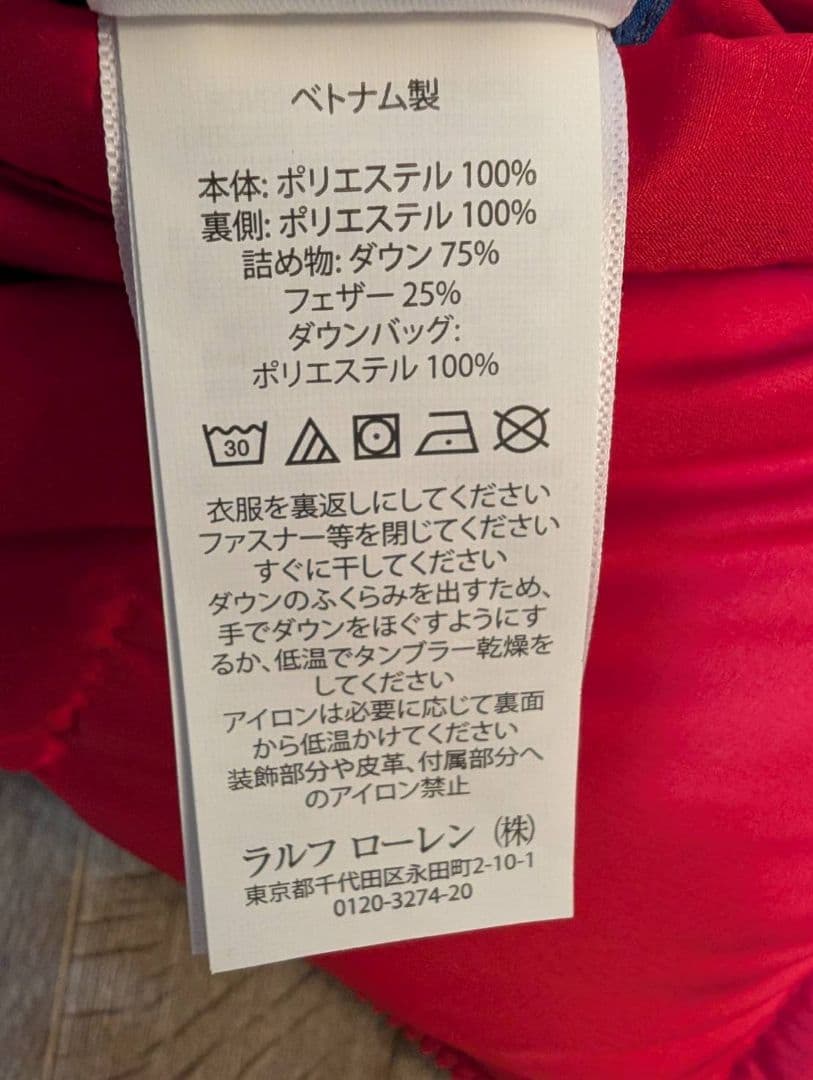 ベトナム製
本体: ポリエステル 100%
裏側: ポリエステル 100%
詰め物: ダウン 75%
フェザー 25%
ダウンバッグ:
ポリエステル 100%
30
衣服を裏返しにしてください
ファスナー等を閉じてください
すぐに干してください
ダウンのふくらみを出すため、
手でダウンをほぐすようにす
るか、低温でタンブラー乾燥を
してください
アイロンは必要に応じて裏面
から低温かけてください
装飾部分や皮革、付属部分へ
のアイロン禁止
ラルフ ローレン (株)
東京都千代田区永田町2-10-1
0120-3274-20